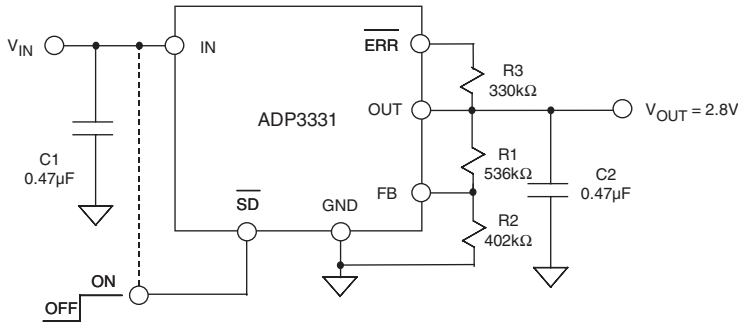 V_IN
IN
ERR
R3
330kΩ
OUT
V_OUT = 2.8V
ADP3331
C1
0.47µF
R1
536kΩ
C2
0.47µF
FB
SD
GND
R2
402kΩ
ON
OFF